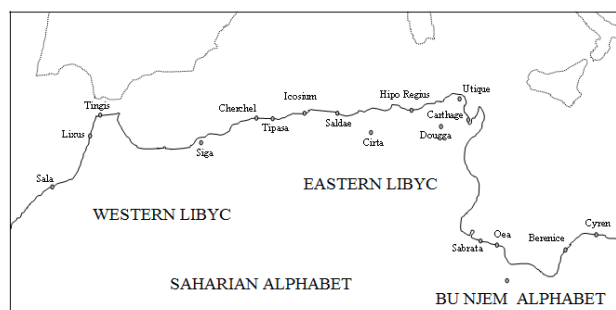 Tingis
Lixus
Sala
Siga
Cherchel
Tipasa
Icosium
Saldae
Cirta
Hipo Regius
Utique
Carthage
Dougga
WESTERN LIBYC
EASTERN LIBYC
Sabrata
Oea
Berenice
Cyren
SAHARIAN ALPHABET
BU NJEM ALPHABET